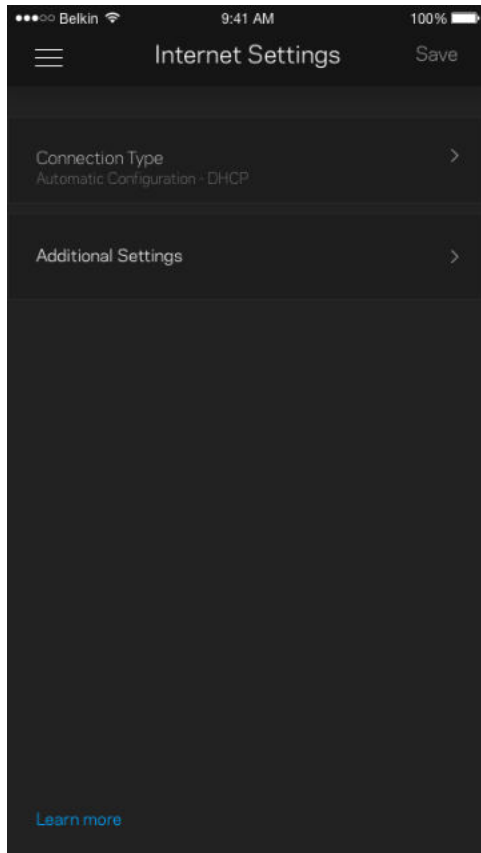 Belkin 9:41 AM 100%
Internet Settings Save
Connection Type
Automatic Configuration - DHCP
Additional Settings
Learn more